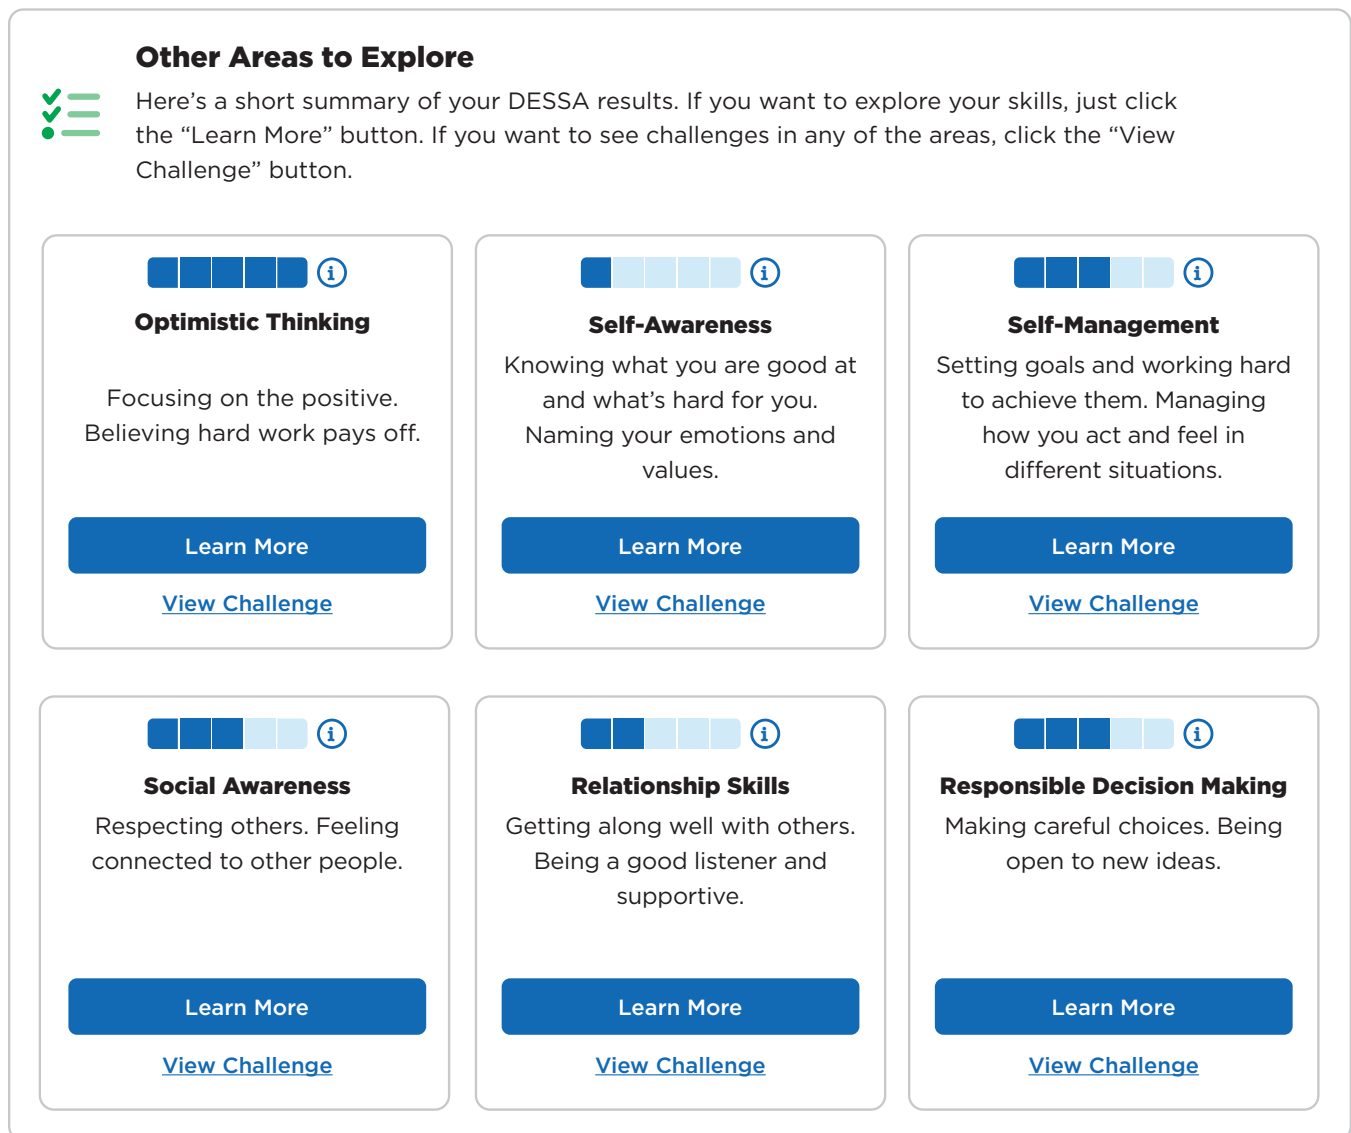 Other Areas to Explore
Here’s a short summary of your DESSA results. If you want to explore your skills, just click
the “Learn More” button. If you want to see challenges in any of the areas, click the “View
Challenge” button.
Optimistic Thinking
Focusing on the positive.
Believing hard work pays off.
Learn More
View Challenge
Self-Awareness
Knowing what you are good at
and what’s hard for you.
Naming your emotions and
values.
Learn More
View Challenge
Self-Management
Setting goals and working hard
to achieve them. Managing
how you act and feel in
different situations.
Learn More
View Challenge
Social Awareness
Respecting others. Feeling
connected to other people.
Learn More
View Challenge
Relationship Skills
Getting along well with others.
Being a good listener and
supportive.
Learn More
View Challenge
Responsible Decision Making
Making careful choices. Being
open to new ideas.
Learn More
View Challenge